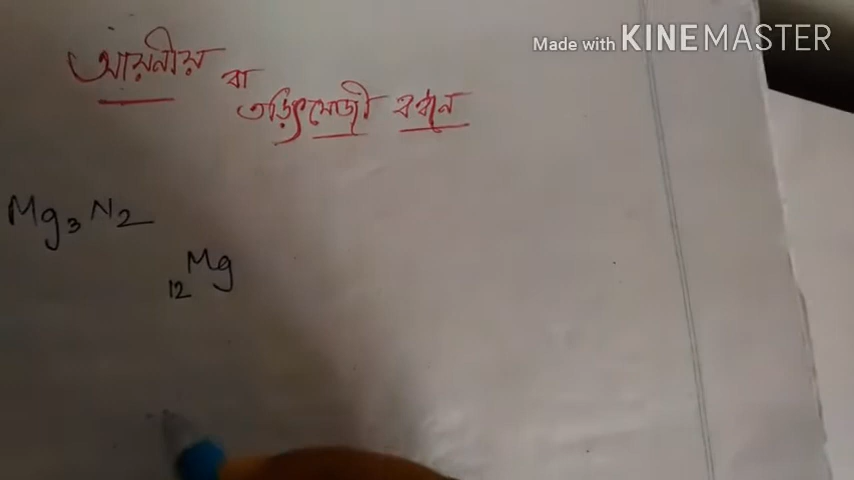 Made with KINEMASTER
আয়নীয় বা
তড়িৎযোজী বন্ধন
Mg₃N₂
₁₂Mg